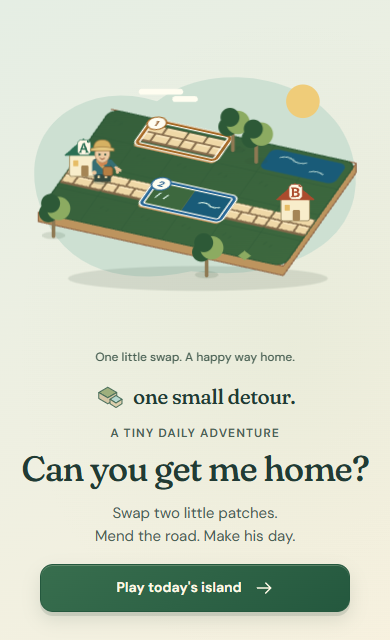 1
A
2
B
One little swap. A happy way home.
one small detour.
A TINY DAILY ADVENTURE
Can you get me home?
Swap two little patches.
Mend the road. Make his day.
Play today's island →